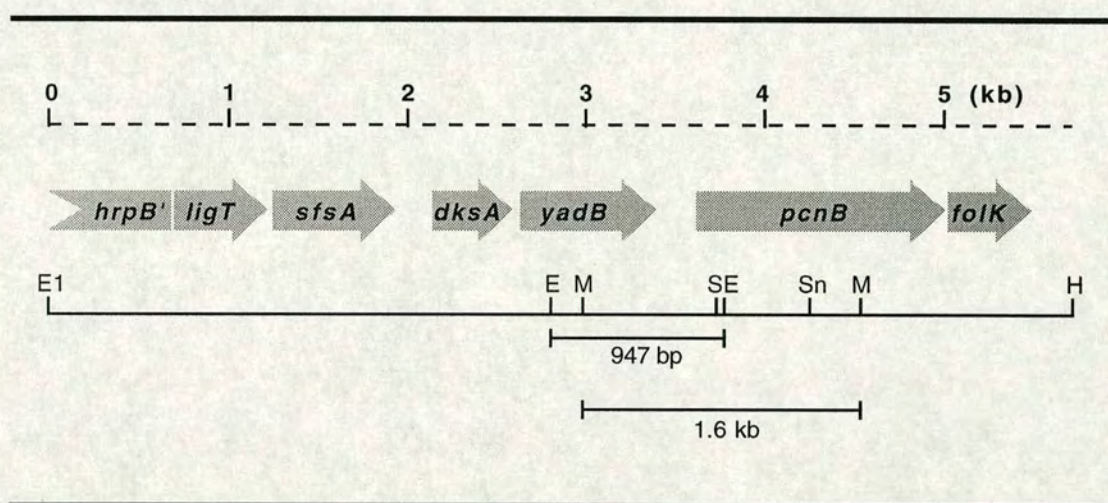 0 1 2 3 4 5 (kb)
hrpB' ligT sfsA dksA yadB pcnB folK
E1 E M SE Sn M H
947 bp
1.6 kb